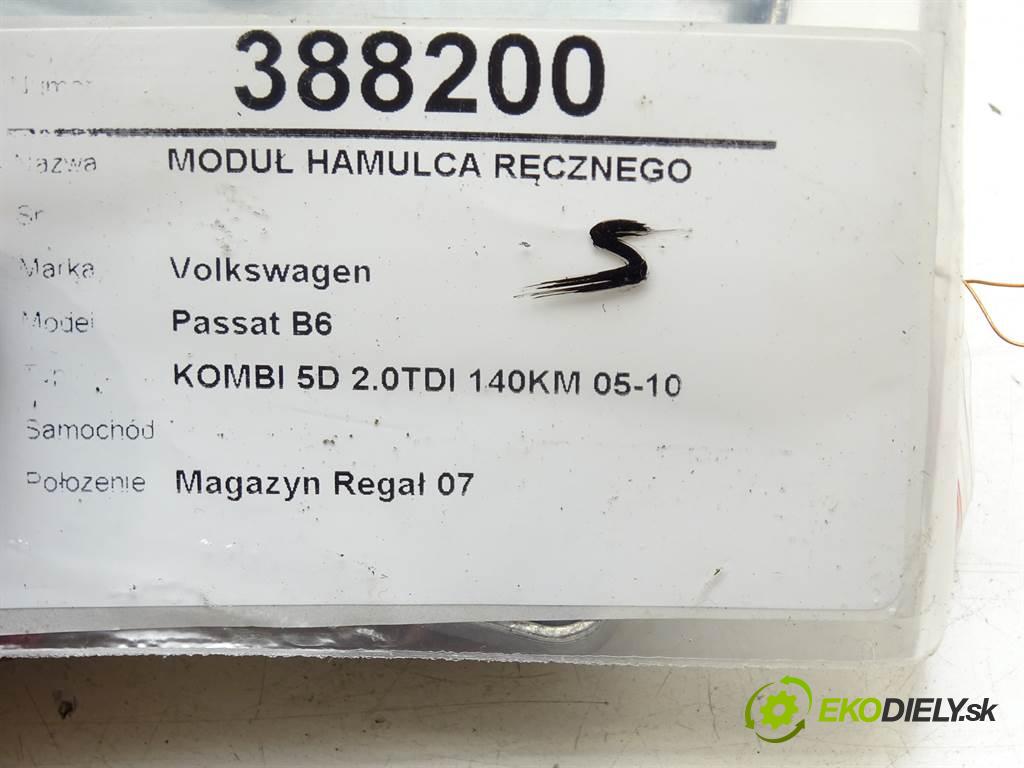 388200
Nazwa MODUŁ HAMULCA RĘCZNEGO
S
Marka Volkswagen
Model Passat B6
KOMBI 5D 2.0TDI 140KM 05-10
Samochód
Położenie Magazyn Regał 07
EKODIELY.sk